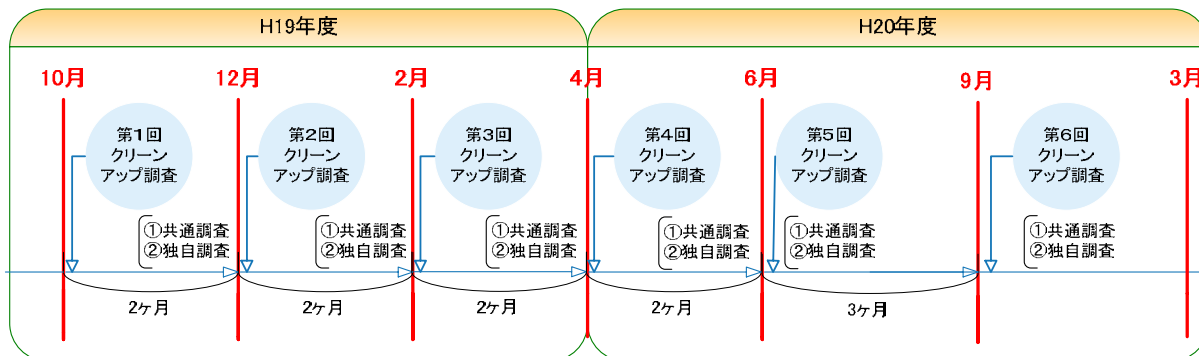 H19年度
H20年度
10月
12月
2月
4月
6月
9月
3月
第1回
クリーン
アップ調査
第2回
クリーン
アップ調査
第3回
クリーン
アップ調査
第4回
クリーン
アップ調査
第5回
クリーン
アップ調査
第6回
クリーン
アップ調査
①共通調査
②独自調査
①共通調査
②独自調査
①共通調査
②独自調査
①共通調査
②独自調査
①共通調査
②独自調査
①共通調査
②独自調査
2ヶ月
2ヶ月
2ヶ月
2ヶ月
3ヶ月